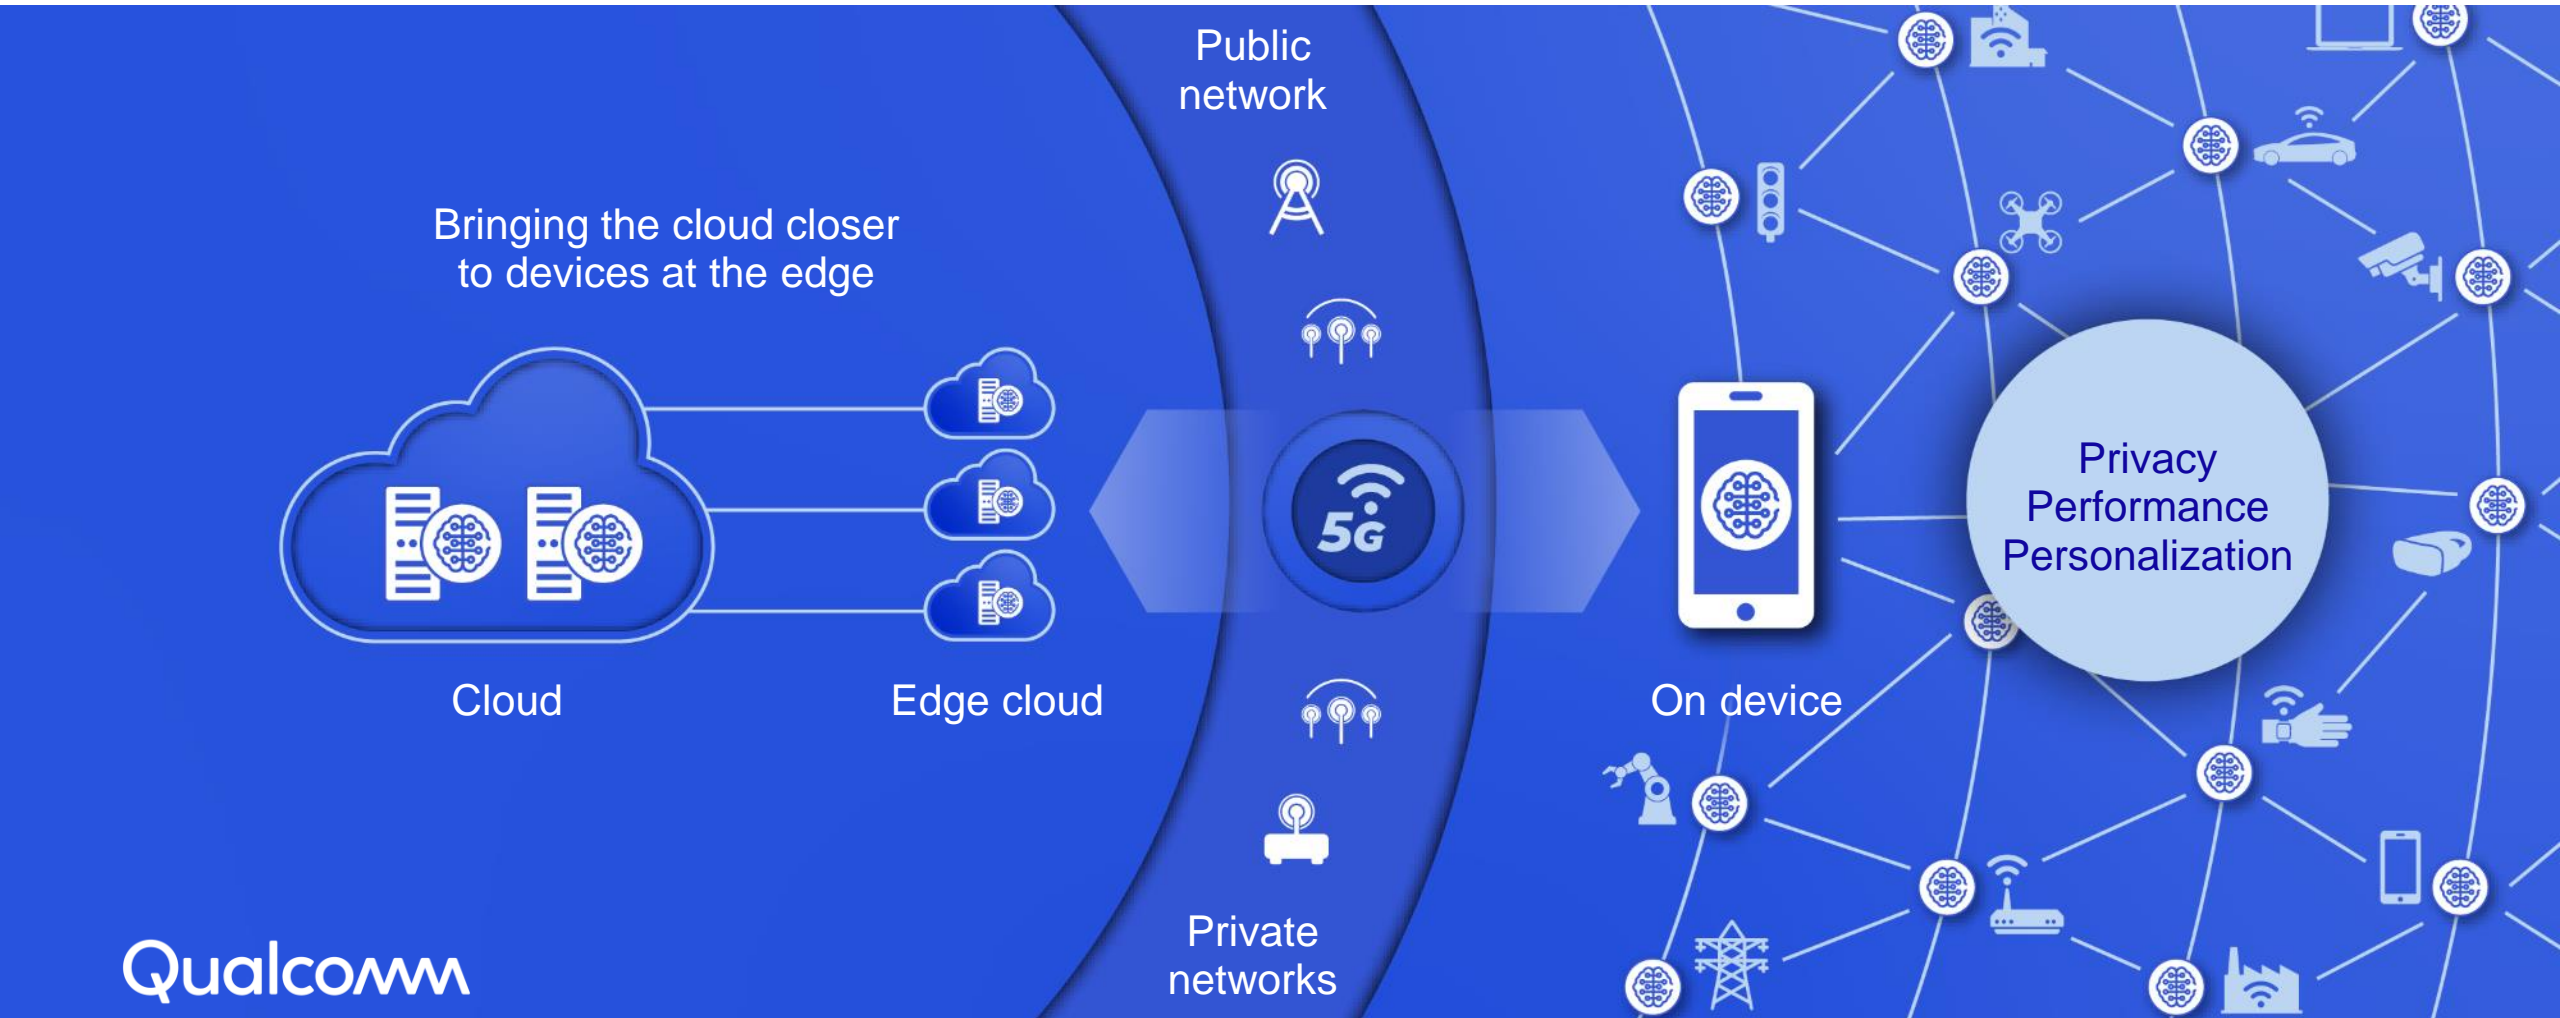 Public
network
Bringing the cloud closer
to devices at the edge
5G
Privacy
Performance
Personalization
Cloud
Edge cloud
On device
Private
networks
Qualcomm